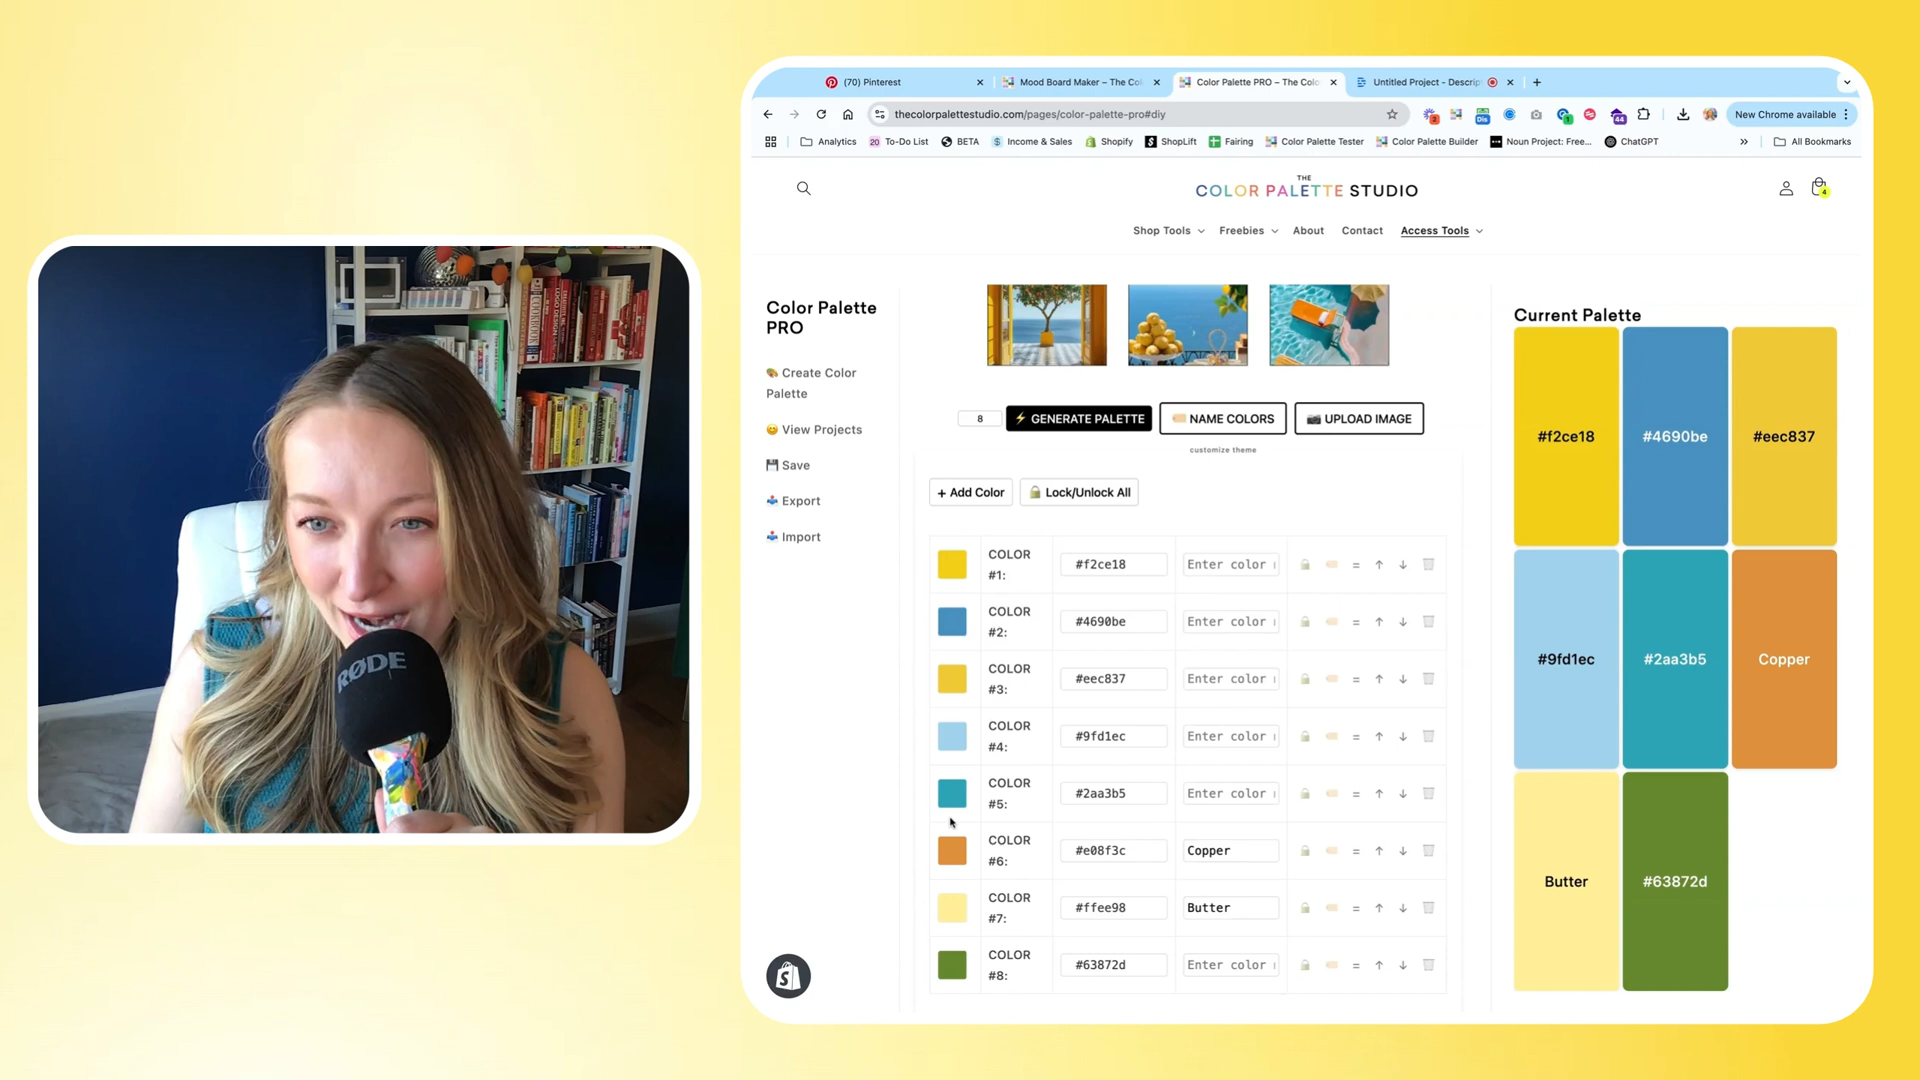 RØDE
(70) Pinterest
Mood Board Maker – The Col
Color Palette PRO – The Colo
Untitled Project - Descript
thecolorpalettestudio.com/pages/color-palette-pro#diy
New Chrome available
Analytics
20 To-Do List
BETA
Income & Sales
Shopify
ShopLift
Fairing
Color Palette Tester
Color Palette Builder
Noun Project: Free...
ChatGPT
»
All Bookmarks
THE
COLOR PALETTE STUDIO
4
Shop Tools
Freebies
About
Contact
Access Tools
Color Palette
PRO
Create Color
Palette
View Projects
Save
Export
Import
8
GENERATE PALETTE
NAME COLORS
UPLOAD IMAGE
customize theme
+ Add Color
Lock/Unlock All
COLOR
#1:
#f2ce18
Enter color
COLOR
#2:
#4690be
Enter color
COLOR
#3:
#eec837
Enter color
COLOR
#4:
#9fd1ec
Enter color
COLOR
#5:
#2aa3b5
Enter color
COLOR
#6:
#e08f3c
Copper
COLOR
#7:
#ffee98
Butter
COLOR
#8:
#63872d
Enter color
Current Palette
#f2ce18
#4690be
#eec837
#9fd1ec
#2aa3b5
Copper
Butter
#63872d